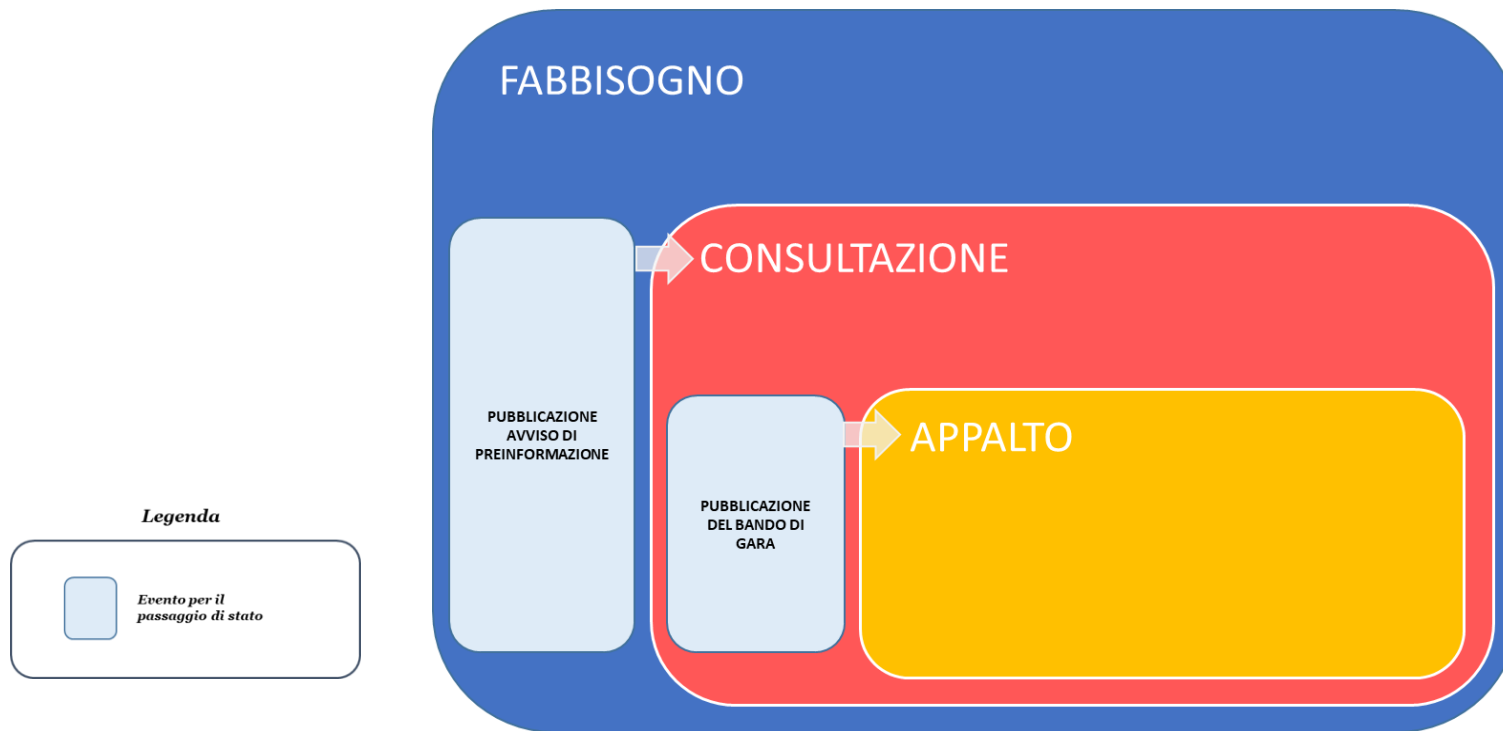 FABBISOGNO
CONSULTAZIONE
PUBBLICAZIONE
AVVISO DI
PREINFORMAZIONE
APPALTO
PUBBLICAZIONE
DEL BANDO DI
GARA
Legenda
Evento per il
passaggio di stato